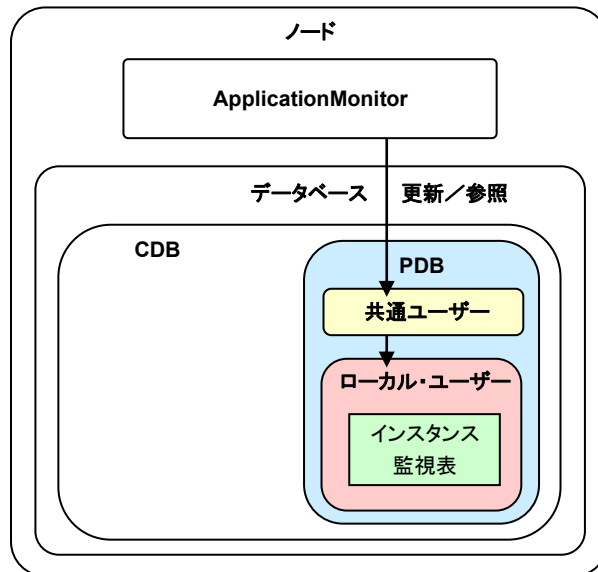 ノード
ApplicationMonitor
データベース 更新／参照
CDB
PDB
共通ユーザー
ローカル・ユーザー
インスタンス
監視表